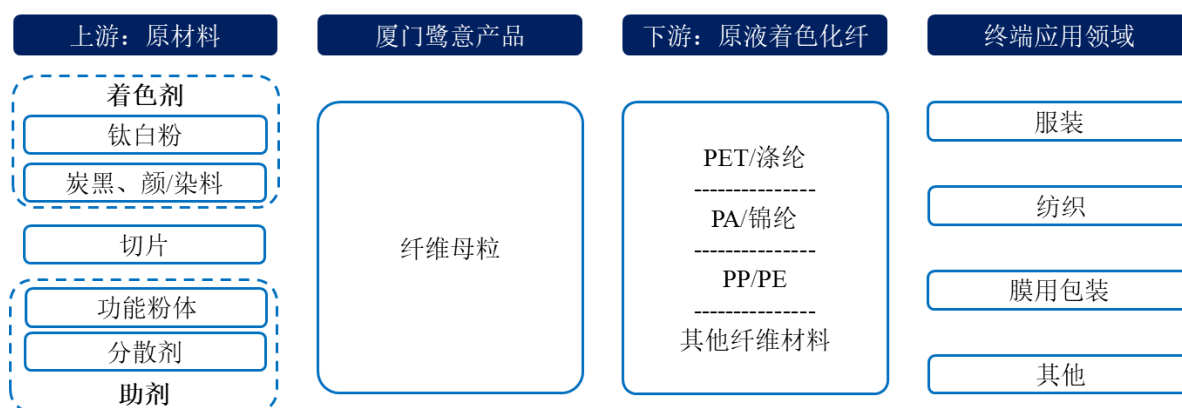 上游：原材料
厦门鹭意产品
下游：原液着色化纤
终端应用领域
着色剂
钛白粉
炭黑、颜/染料
切片
功能粉体
分散剂
助剂
纤维母粒
PET/涤纶
---------------
PA/锦纶
---------------
PP/PE
---------------
其他纤维材料
服装
纺织
膜用包装
其他